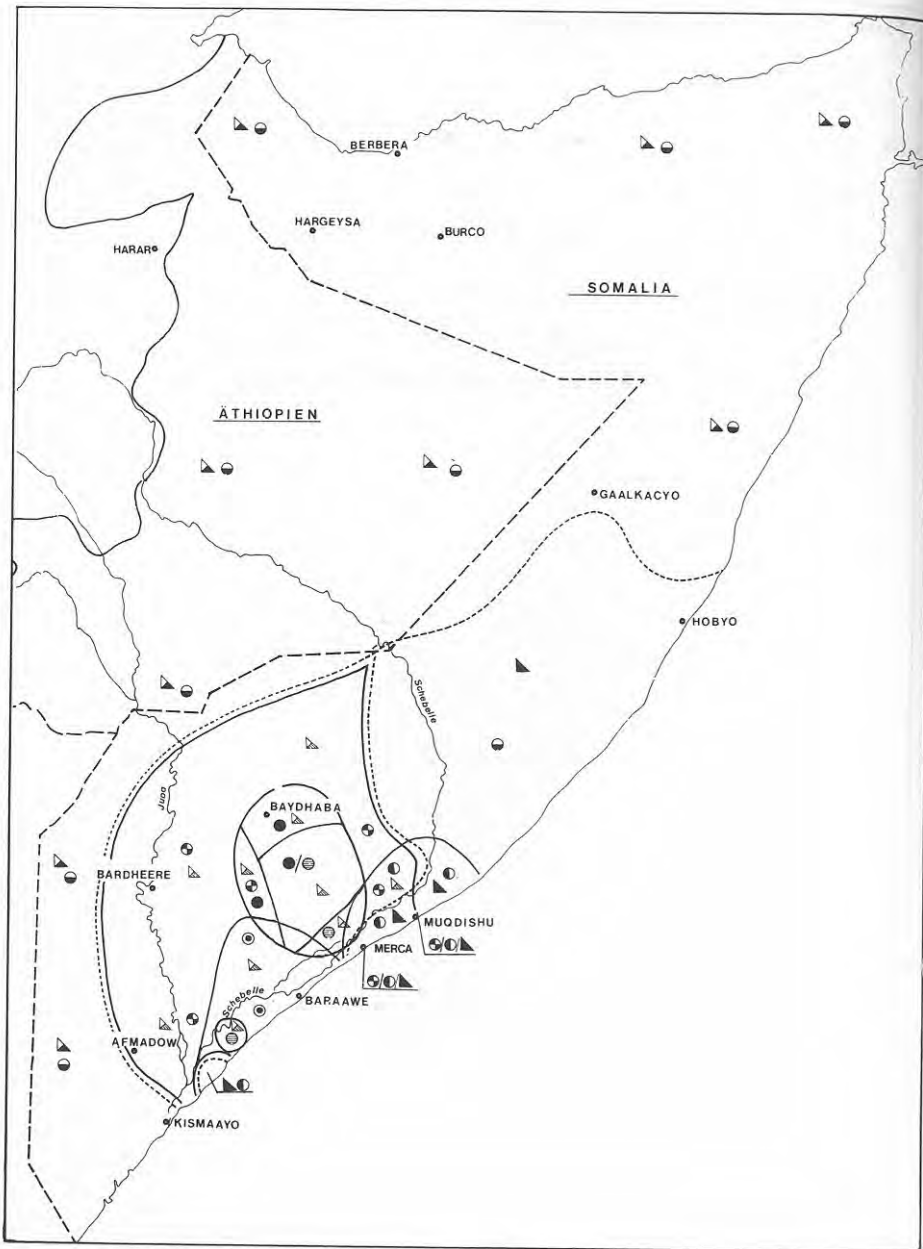 BERBERA
HARGEYSA
BURCO
HARAR
SOMALIA
ÄTHIOPIEN
GAALKACYO
HOBYO
Schebelle
BAYDHABA
Juba
BARDHEERE
MUQDISHU
MERCA
BARAAWE
Schebelle
AFMADOW
KISMAAYO